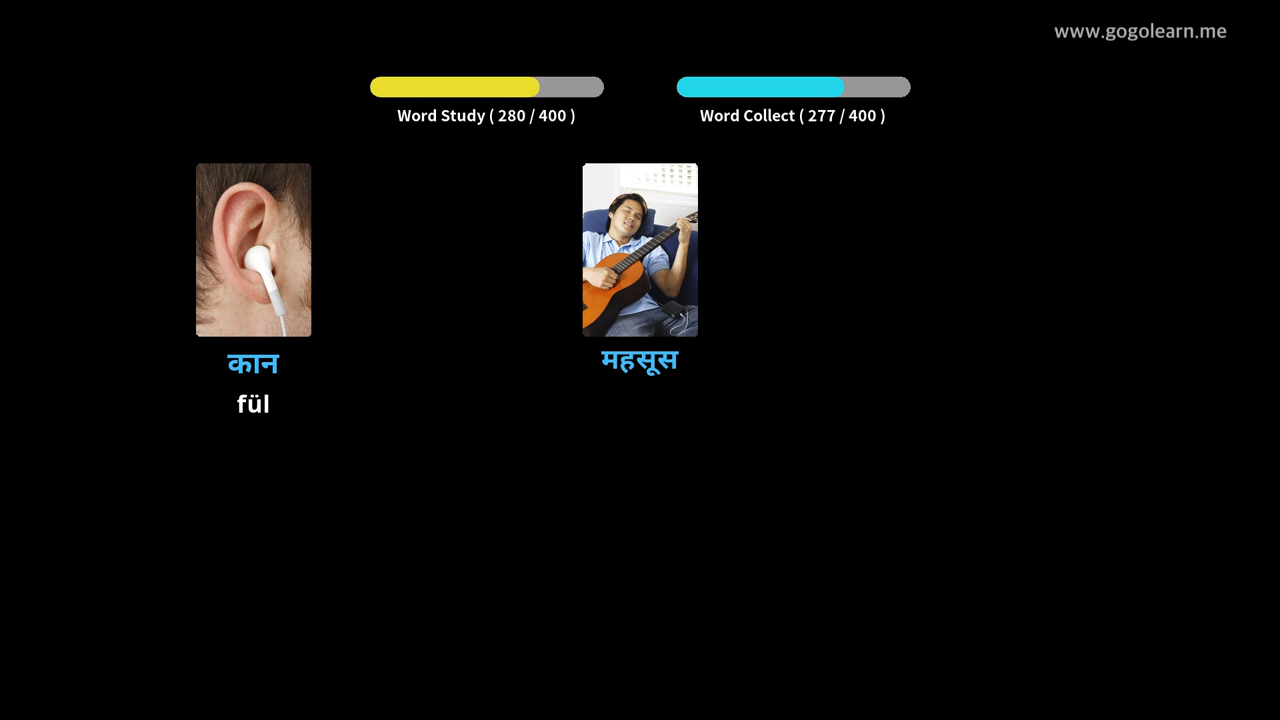 www.gogolearn.me
Word Study ( 280 / 400 )
Word Collect ( 277 / 400 )
कान
महसूस
fül